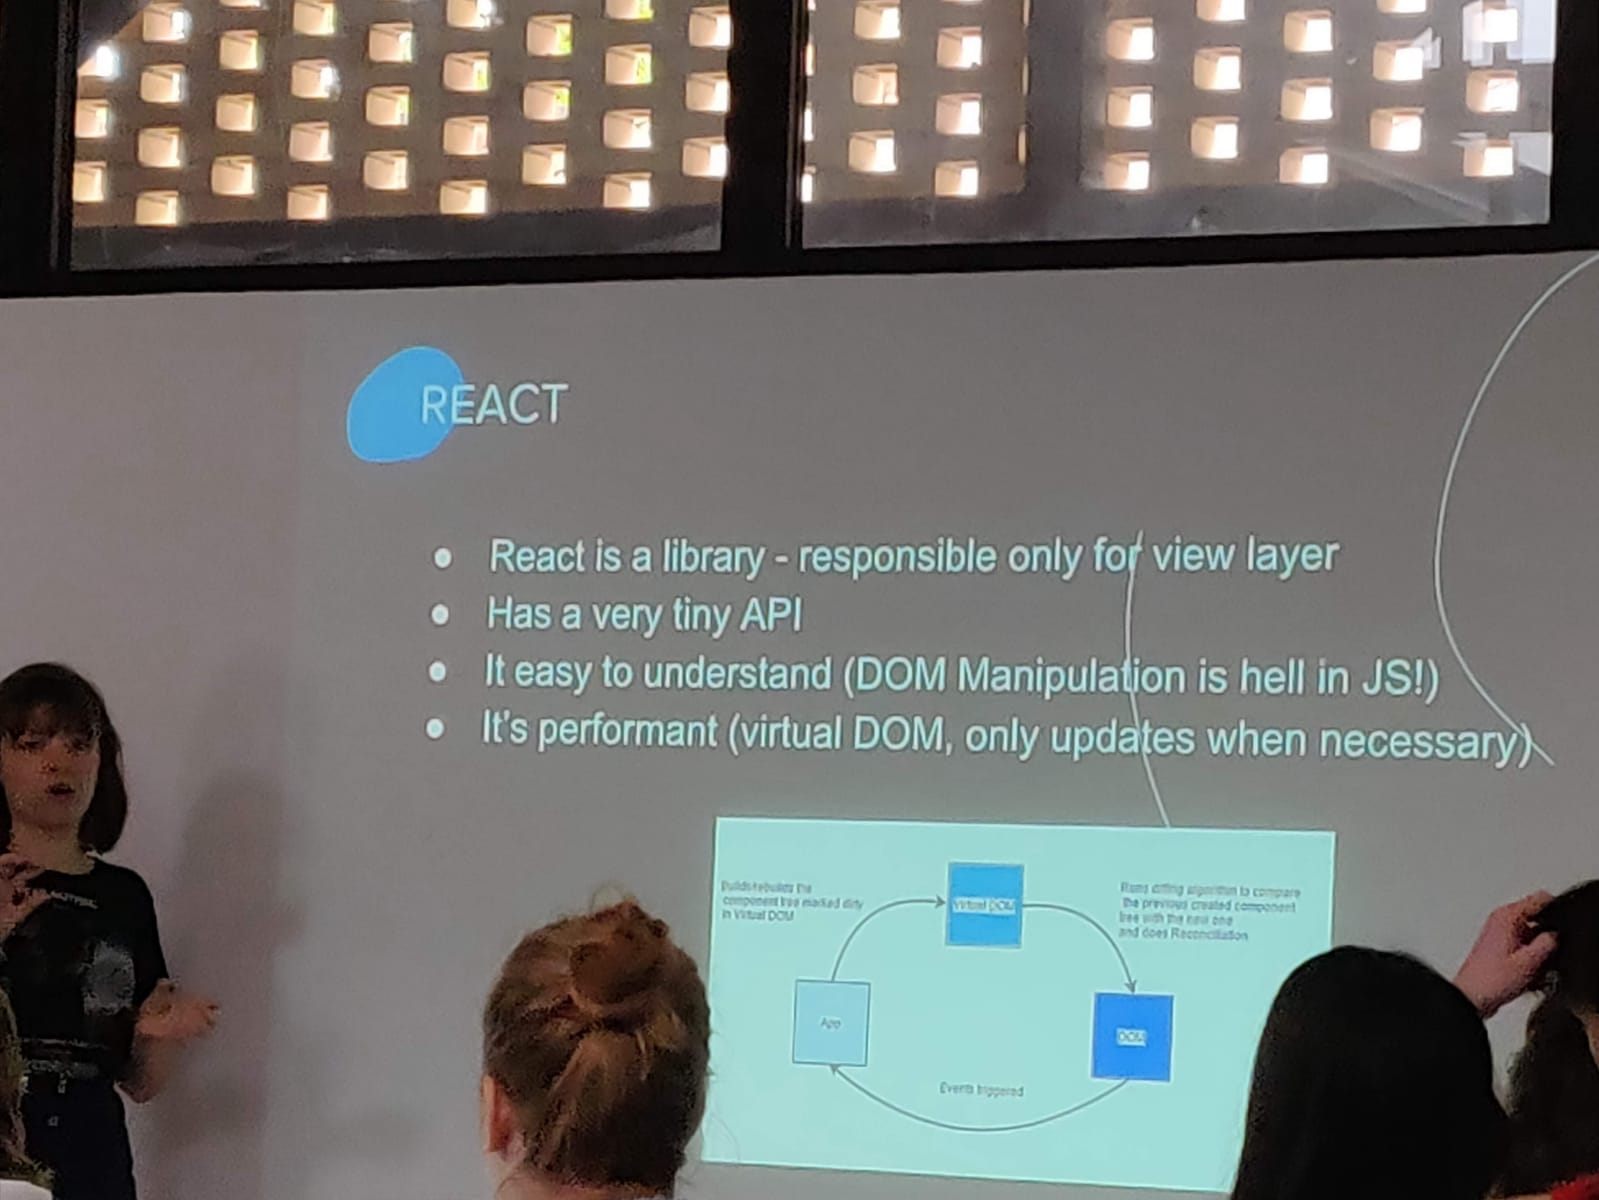 REACT
React is a library - responsible only for view layer
Has a very tiny API
It easy to understand (DOM Manipulation is hell in JS!)
It's performant (virtual DOM, only updates when necessary)
Virtual DOM
Builds/rebuilds the
component tree marked dirty
in Virtual DOM
Runs diffing algorithm to compare
the previous created component
tree with the new one
and does Reconciliation
App
DOM
Events triggered